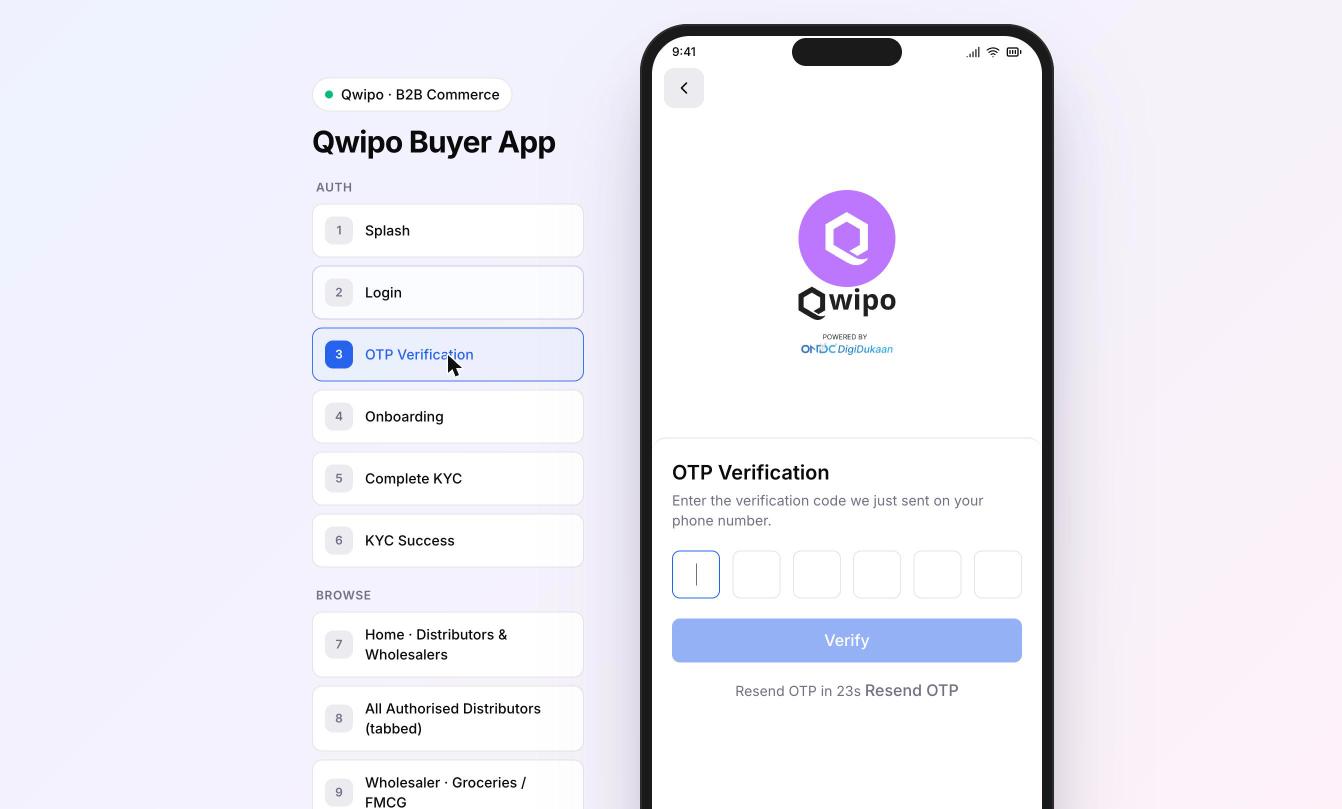 Qwipo · B2B Commerce
Qwipo Buyer App
AUTH
1 Splash
2 Login
3 OTP Verification
4 Onboarding
5 Complete KYC
6 KYC Success
BROWSE
7 Home · Distributors &
Wholesalers
8 All Authorised Distributors
(tabbed)
9 Wholesaler · Groceries /
FMCG
9:41
Qwipo
POWERED BY
ONDC DigiDukaan
OTP Verification
Enter the verification code we just sent on your
phone number.
Verify
Resend OTP in 23s Resend OTP